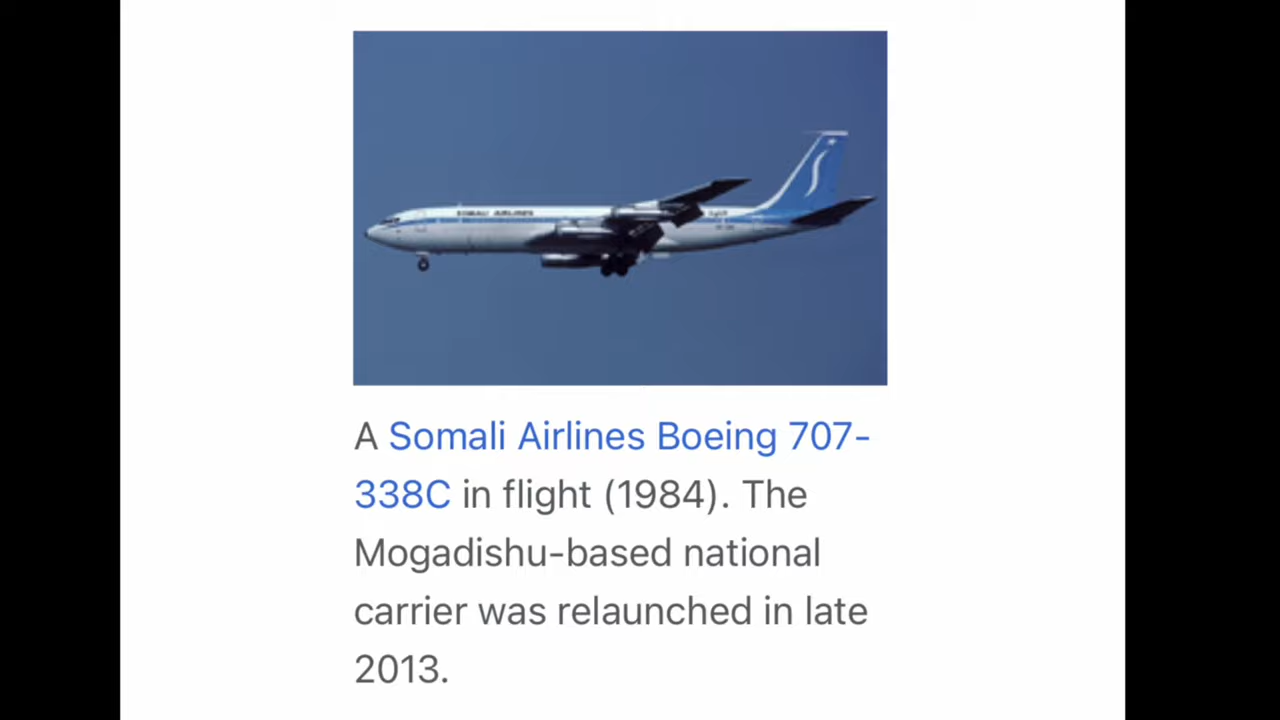 SOMALI AIRLINES
A Somali Airlines Boeing 707-
338C in flight (1984). The
Mogadishu-based national
carrier was relaunched in late
2013.